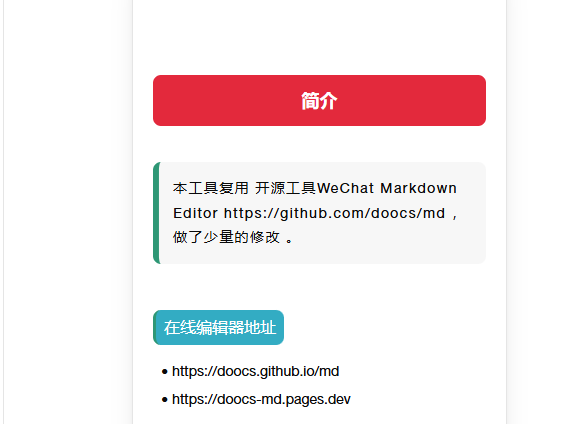 简介
本工具复用 开源工具WeChat Markdown
Editor https://github.com/doocs/md ，
做了少量的修改 。
在线编辑器地址
• https://doocs.github.io/md
• https://doocs-md.pages.dev